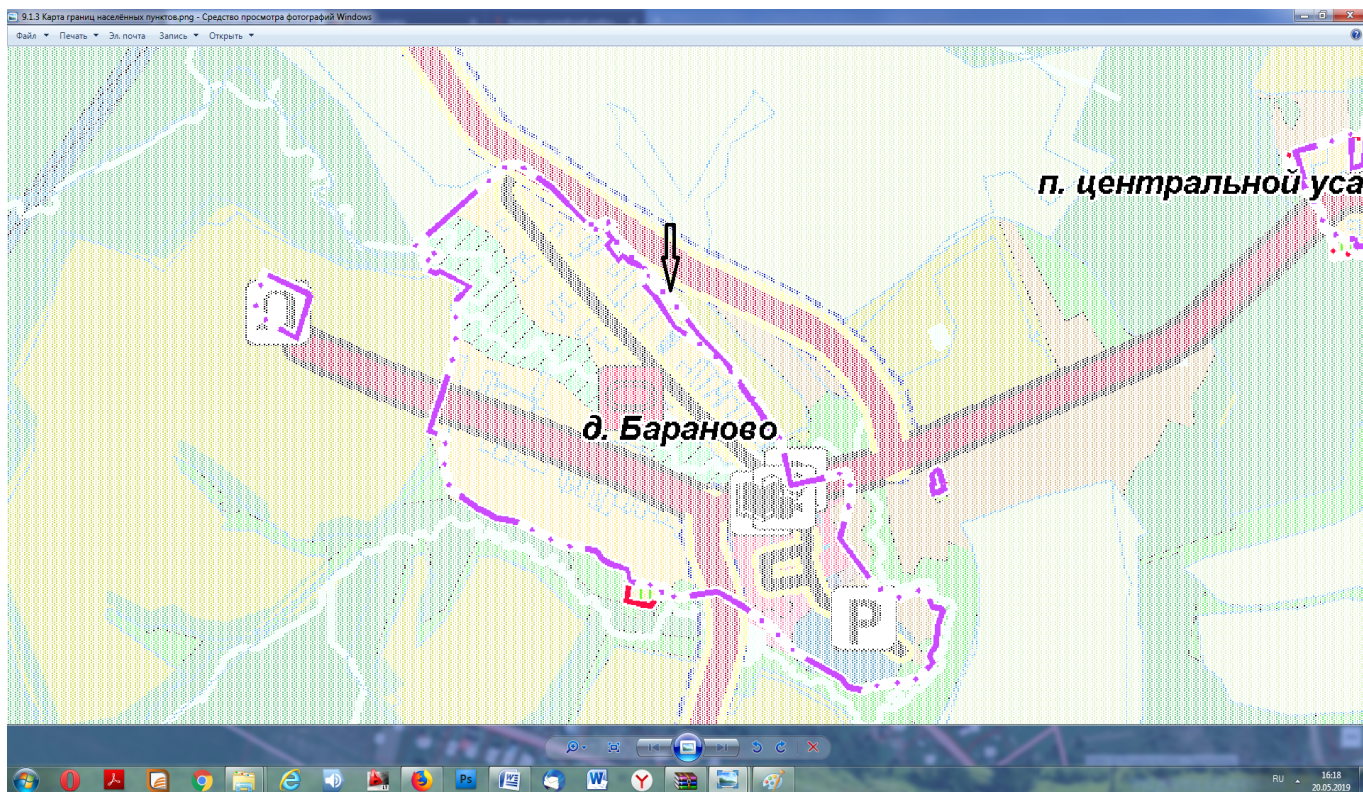 9.1.3 Карта границ населённых пунктов.png - Средство просмотра фотографий Windows
Файл Печать Эл. почта Запись Открыть
п. центральной уса
д. Бараново
P
RU 16:18
20.05.2019